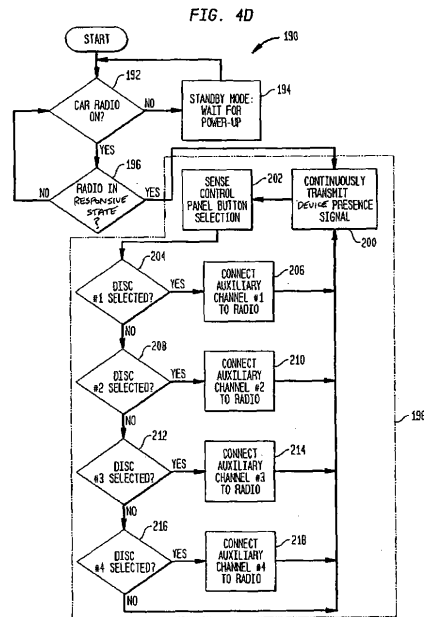 FIG. 4D
START
190
192
CAR RADIO
ON?
NO
STANDBY MODE:
WAIT FOR
POWER-UP
194
YES
196
RADIO IN
RESPONSIVE
STATE
?
NO
YES
SENSE
CONTROL
PANEL BUTTON
SELECTION
202
CONTINUOUSLY
TRANSMIT
DEVICE PRESENCE
SIGNAL
200
204
DISC
#1 SELECTED?
YES
CONNECT
AUXILIARY
CHANNEL #1
TO RADIO
206
NO
208
DISC
#2 SELECTED?
YES
CONNECT
AUXILIARY
CHANNEL #2
TO RADIO
210
NO
198
212
DISC
#3 SELECTED?
YES
CONNECT
AUXILIARY
CHANNEL #3
TO RADIO
214
NO
216
DISC
#4 SELECTED?
YES
CONNECT
AUXILIARY
CHANNEL #4
TO RADIO
218
NO